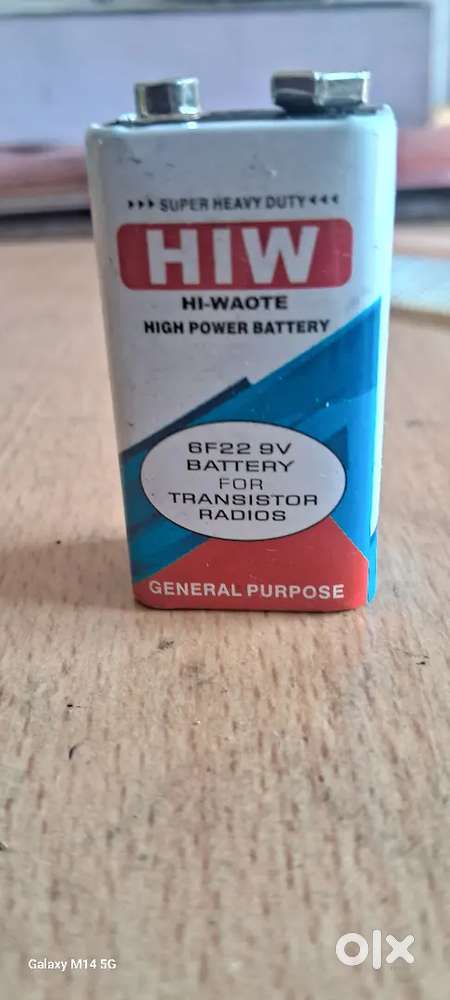 ▸▸▸ SUPER HEAVY DUTY ◂◂◂
HIW
HI-WAOTE
HIGH POWER BATTERY
6F22 9V
BATTERY
FOR
TRANSISTOR
RADIOS
GENERAL PURPOSE
Galaxy M14 5G
olx